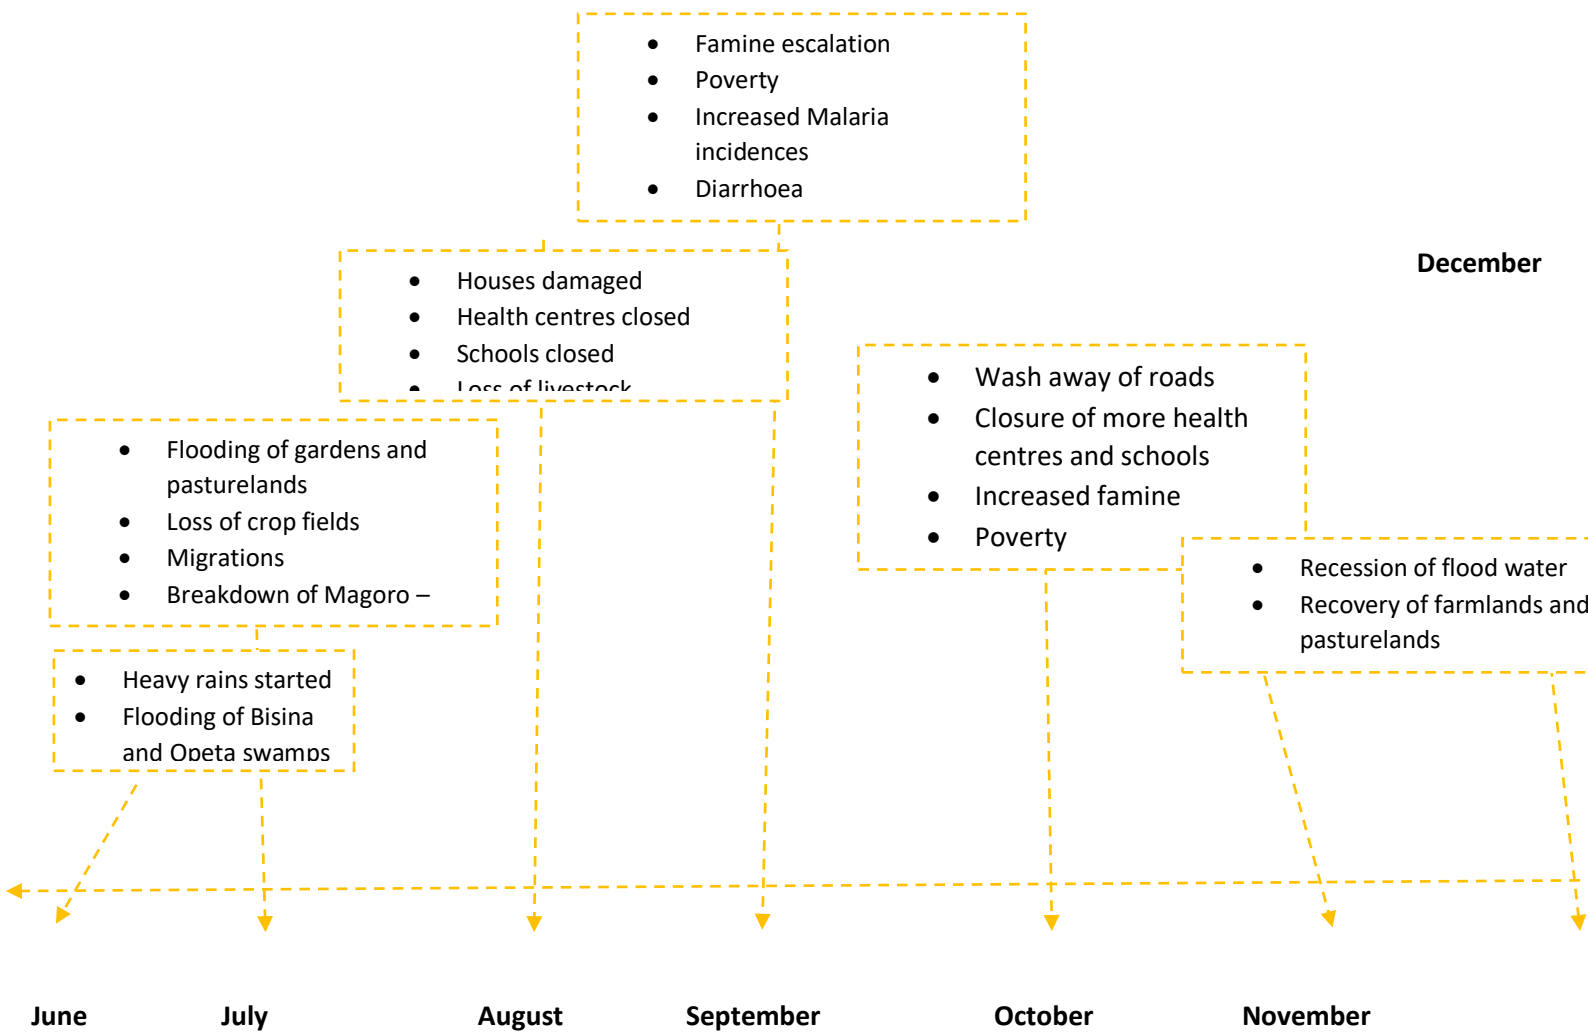 • Famine escalation
• Poverty
• Increased Malaria
incidences
• Diarrhoea
• Houses damaged
• Health centres closed
• Schools closed
• Loss of livestock
December
• Wash away of roads
• Closure of more health
centres and schools
• Increased famine
• Poverty
• Flooding of gardens and
pasturelands
• Loss of crop fields
• Migrations
• Breakdown of Magoro –
• Recession of flood water
• Recovery of farmlands and
pasturelands
• Heavy rains started
• Flooding of Bisina
and Opeta swamps
June July August September October November